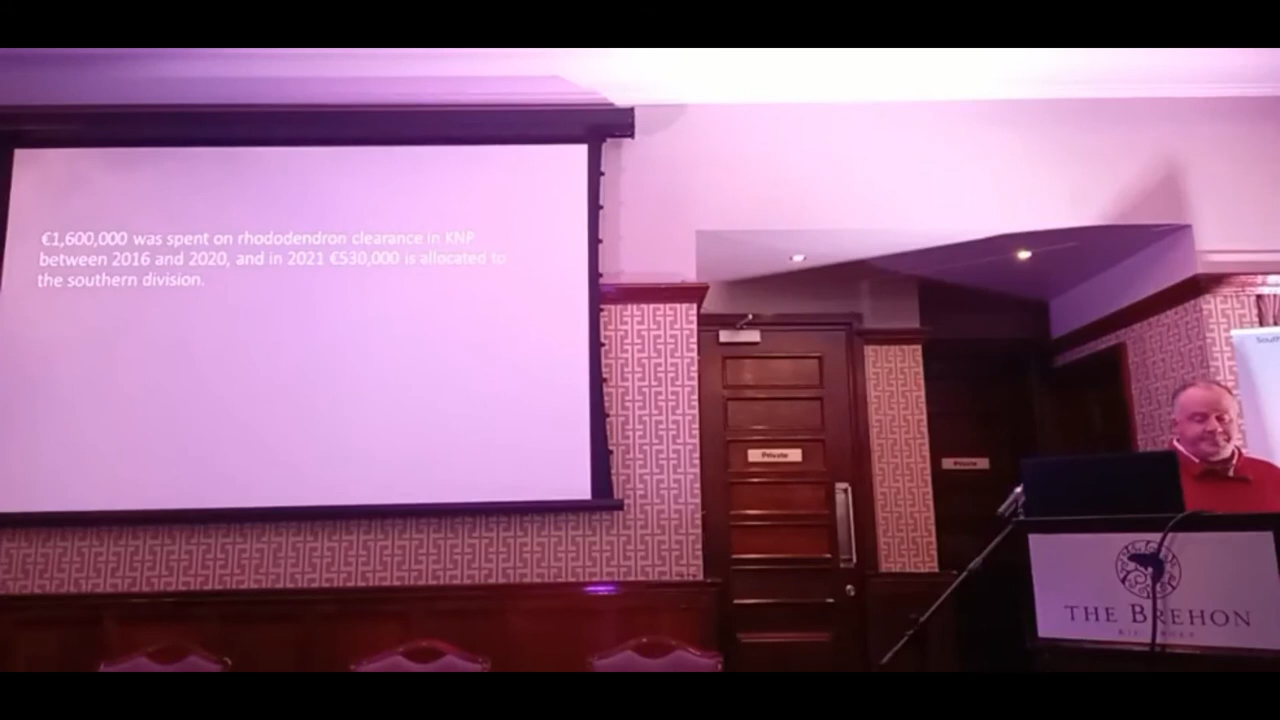 €1,600,000 was spent on rhododendron clearance in KNP
between 2016 and 2020, and in 2021 €530,000 is allocated to
the southern division.
South
Private
Private
THE BREHON